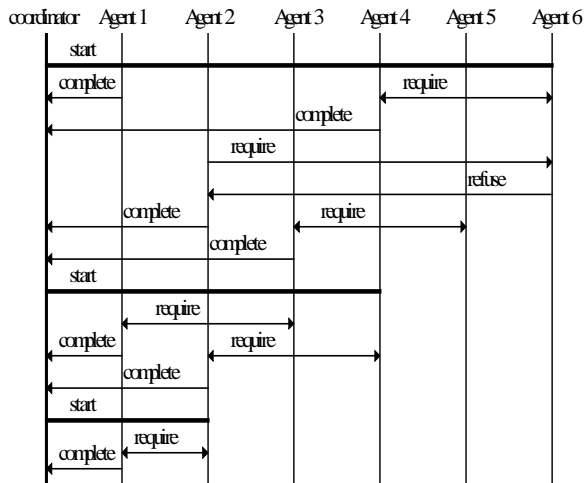 coordinator Agent 1 Agent 2 Agent 3 Agent 4 Agent 5 Agent 6
start
complete require
complete
require
refuse
complete require
complete
start
require
complete require
complete
start
require
complete